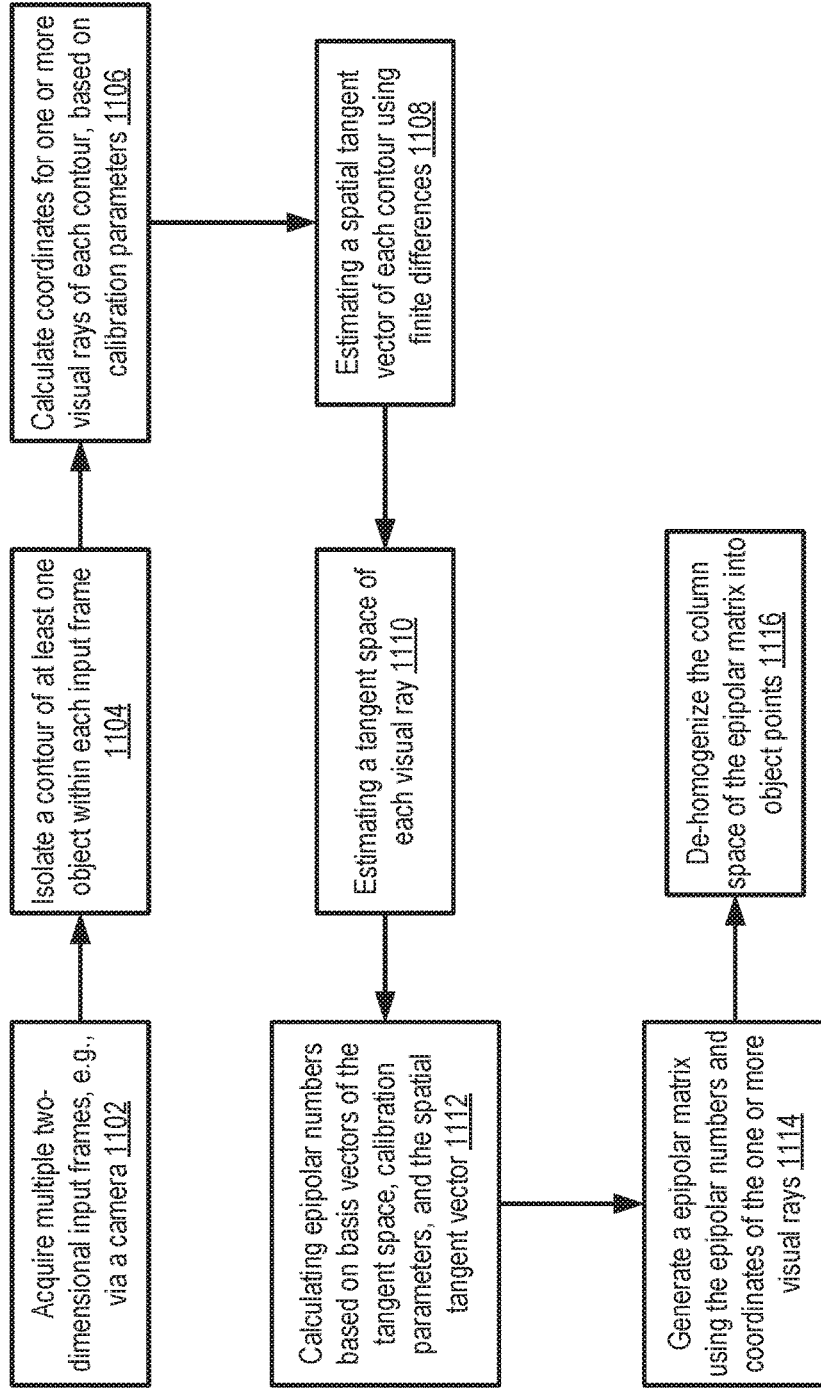 Acquire multiple two-
dimensional input frames, e.g.,
via a camera 1102
Isolate a contour of at least one
object within each input frame
1104
Calculate coordinates for one or more
visual rays of each contour, based on
calibration parameters 1106
Estimating a spatial tangent
vector of each contour using
finite differences 1108
Estimating a tangent space of
each visual ray 1110
Calculating epipolar numbers
based on basis vectors of the
tangent space, calibration
parameters, and the spatial
tangent vector 1112
Generate a epipolar matrix
using the epipolar numbers and
coordinates of the one or more
visual rays 1114
De-homogenize the column
space of the epipolar matrix into
object points 1116